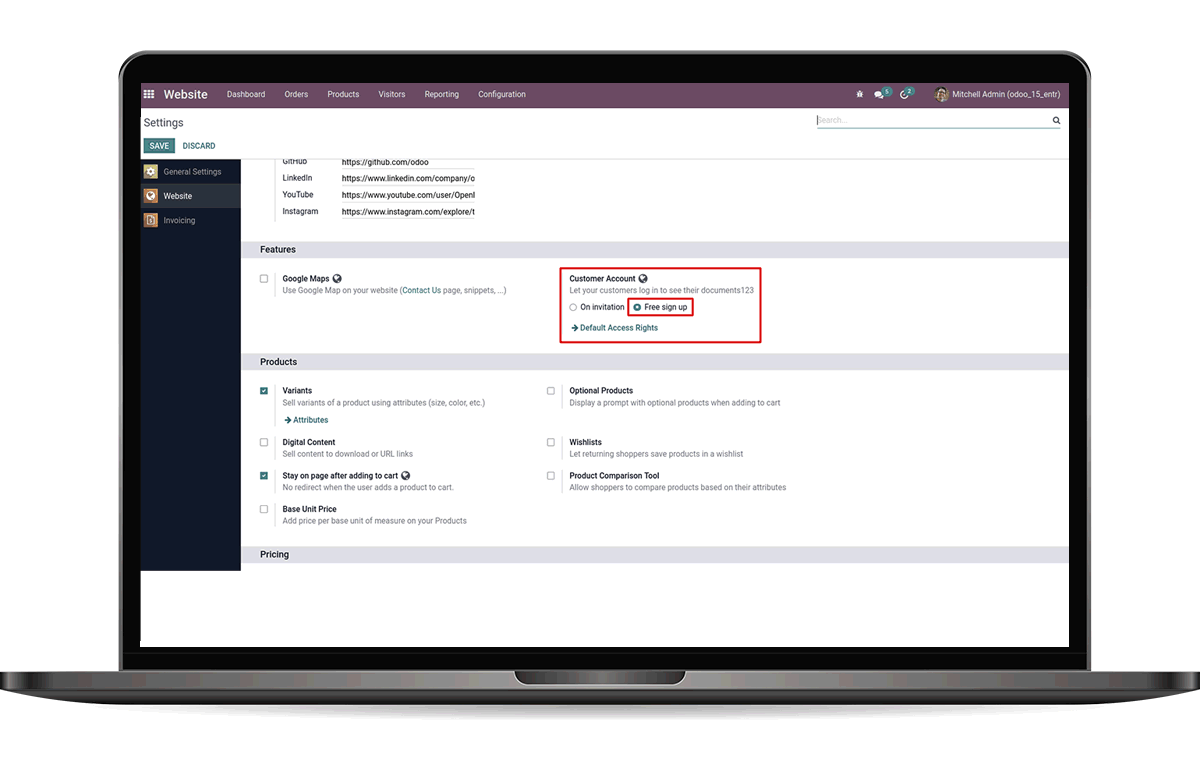 Website Dashboard Orders Products Visitors Reporting Configuration 5 2 Mitchell Admin (odoo_15_entr)
Settings
Search...
SAVE DISCARD
General Settings
Website
Invoicing
GitHub https://github.com/odoo
LinkedIn https://www.linkedin.com/company/o
YouTube https://www.youtube.com/user/Open
Instagram https://www.instagram.com/explore/t
Features
Google Maps
Use Google Map on your website (Contact Us page, snippets, ...)
Customer Account
Let your customers log in to see their documents123
On invitation Free sign up
Default Access Rights
Products
Variants
Sell variants of a product using attributes (size, color, etc.)
Attributes
Optional Products
Display a prompt with optional products when adding to cart
Digital Content
Sell content to download or URL links
Wishlists
Let returning shoppers save products in a wishlist
Stay on page after adding to cart
No redirect when the user adds a product to cart.
Product Comparison Tool
Allow shoppers to compare products based on their attributes
Base Unit Price
Add price per base unit of measure on your Products
Pricing